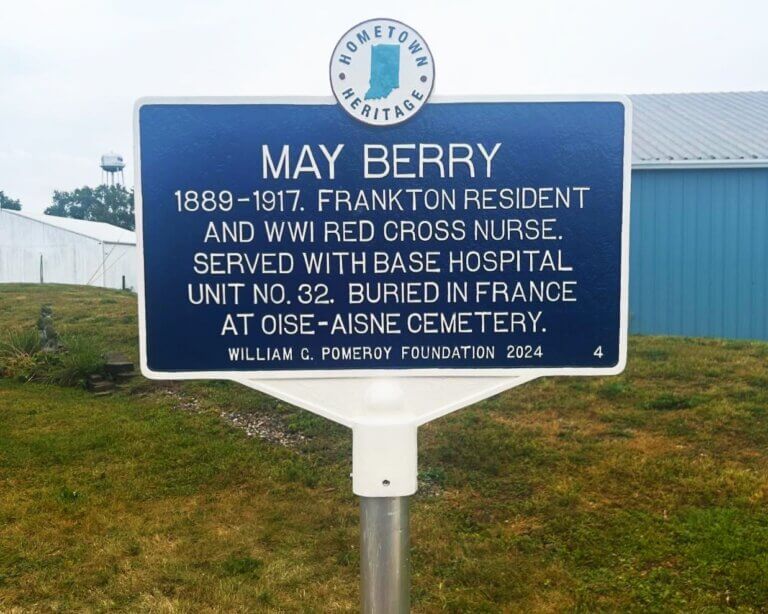 HOMETOWN
HERITAGE
MAY BERRY
1889-1917. FRANKTON RESIDENT
AND WWI RED CROSS NURSE.
SERVED WITH BASE HOSPITAL
UNIT NO. 32. BURIED IN FRANCE
AT OISE-AISNE CEMETERY.
WILLIAM G. POMEROY FOUNDATION 2024 4